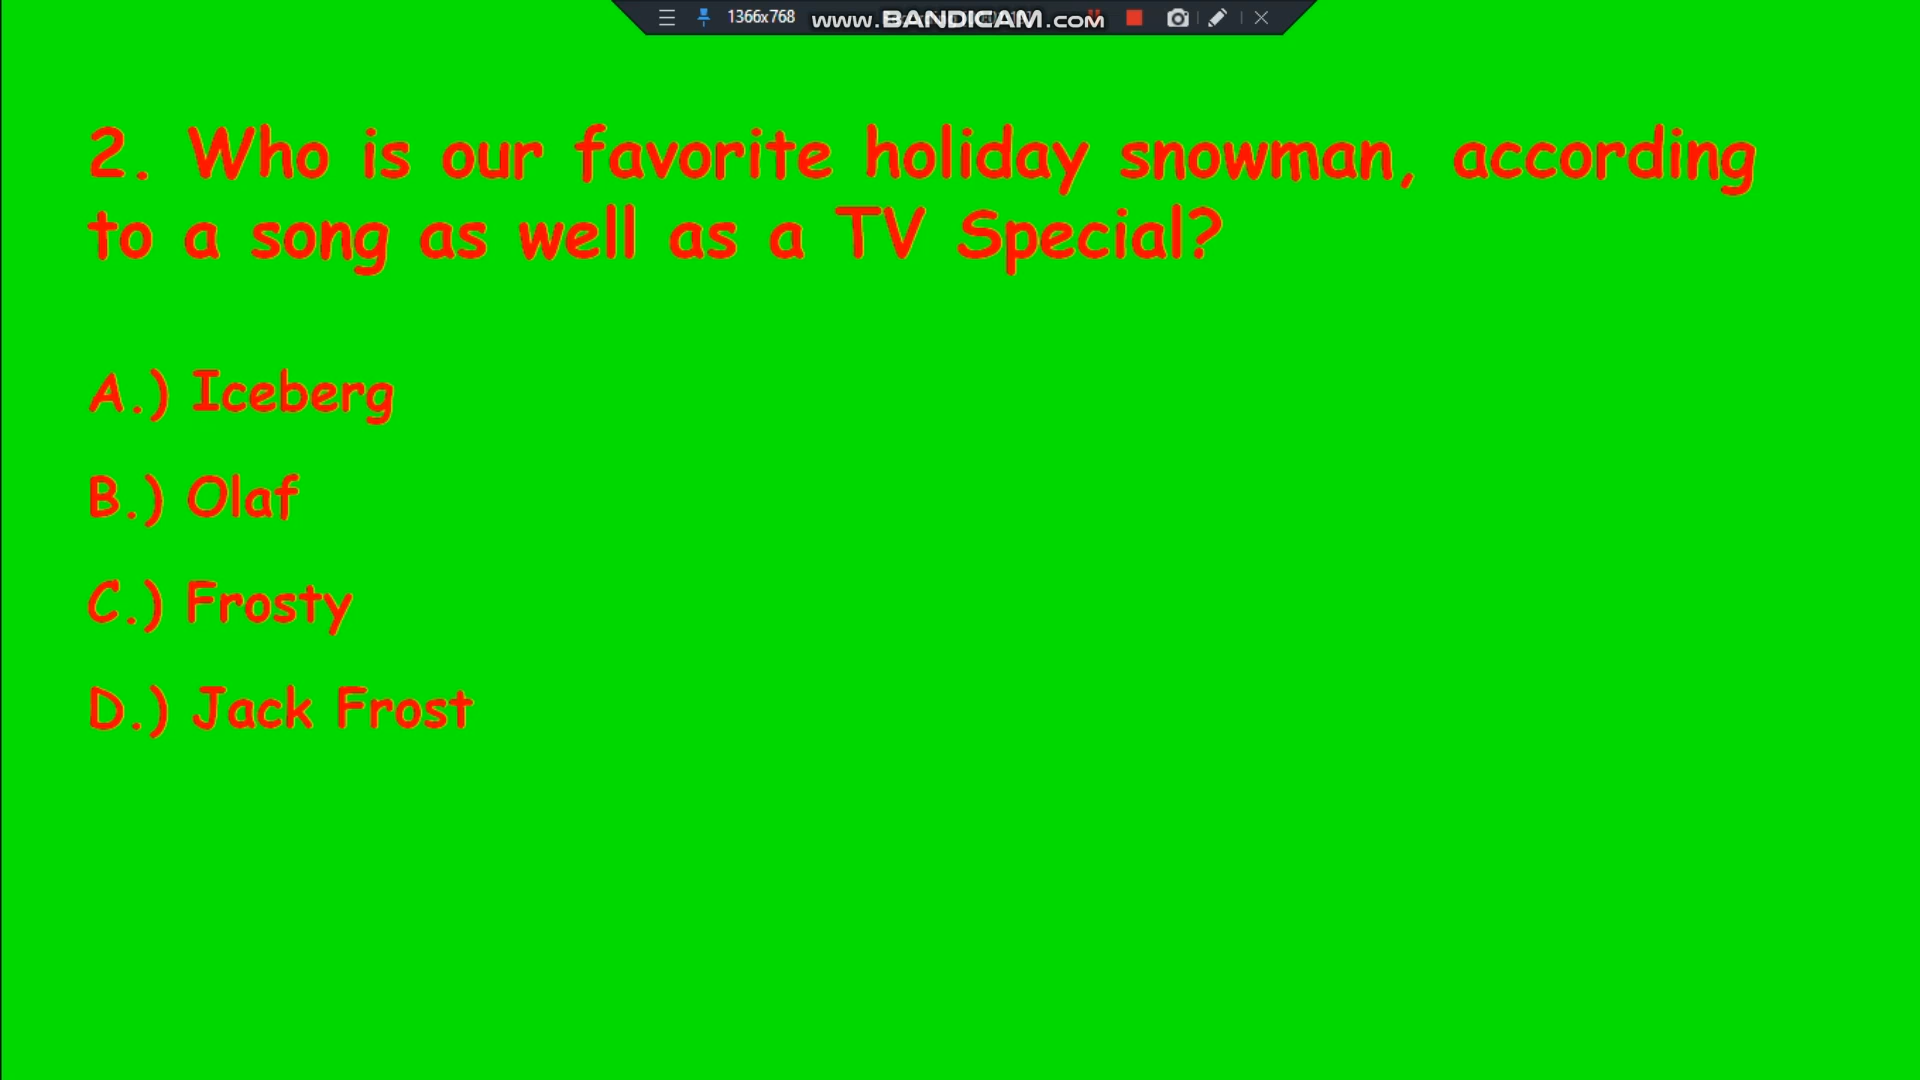 1366x768 www.BANDICAM.com
2. Who is our favorite holiday snowman, according
to a song as well as a TV Special?
A.) Iceberg
B.) Olaf
C.) Frosty
D.) Jack Frost